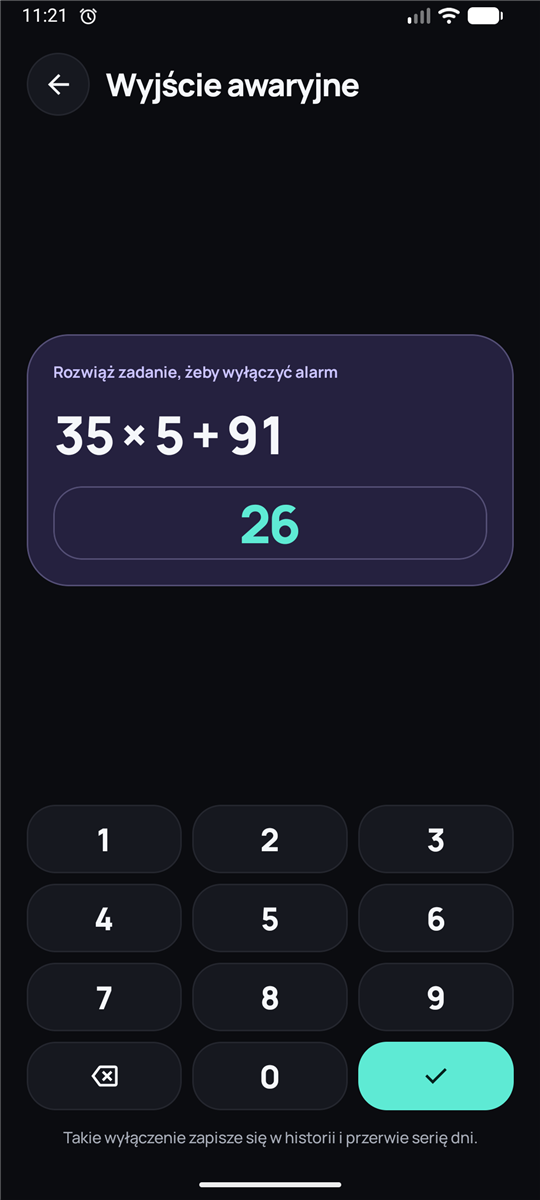 11:21
Wyjście awaryjne
Rozwiąż zadanie, żeby wyłączyć alarm
35 × 5 + 91
26
1 2 3
4 5 6
7 8 9
0
Takie wyłączenie zapisze się w historii i przerwie serię dni.